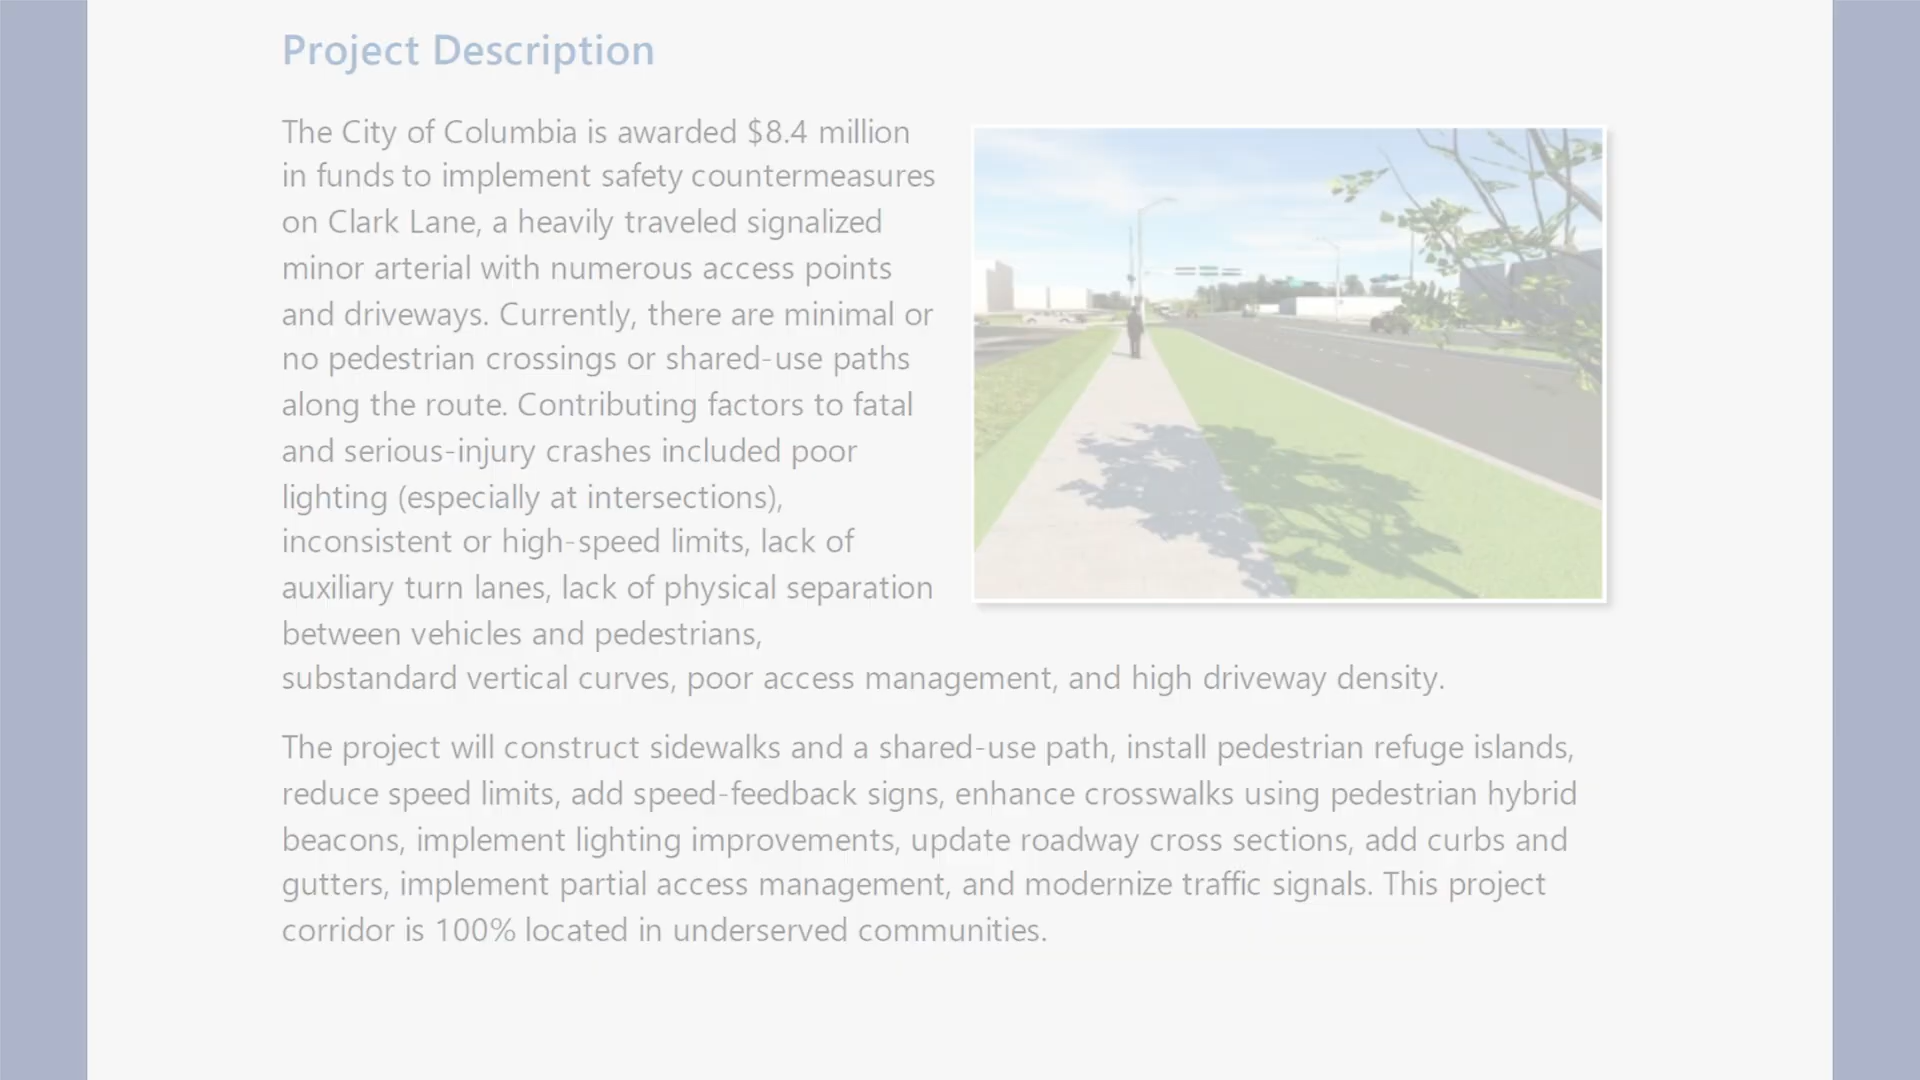 Project Description
The City of Columbia is awarded $8.4 million
in funds to implement safety countermeasures
on Clark Lane, a heavily traveled signalized
minor arterial with numerous access points
and driveways. Currently, there are minimal or
no pedestrian crossings or shared-use paths
along the route. Contributing factors to fatal
and serious-injury crashes included poor
lighting (especially at intersections),
inconsistent or high-speed limits, lack of
auxiliary turn lanes, lack of physical separation
between vehicles and pedestrians,
substandard vertical curves, poor access management, and high driveway density.
The project will construct sidewalks and a shared-use path, install pedestrian refuge islands,
reduce speed limits, add speed-feedback signs, enhance crosswalks using pedestrian hybrid
beacons, implement lighting improvements, update roadway cross sections, add curbs and
gutters, implement partial access management, and modernize traffic signals. This project
corridor is 100% located in underserved communities.